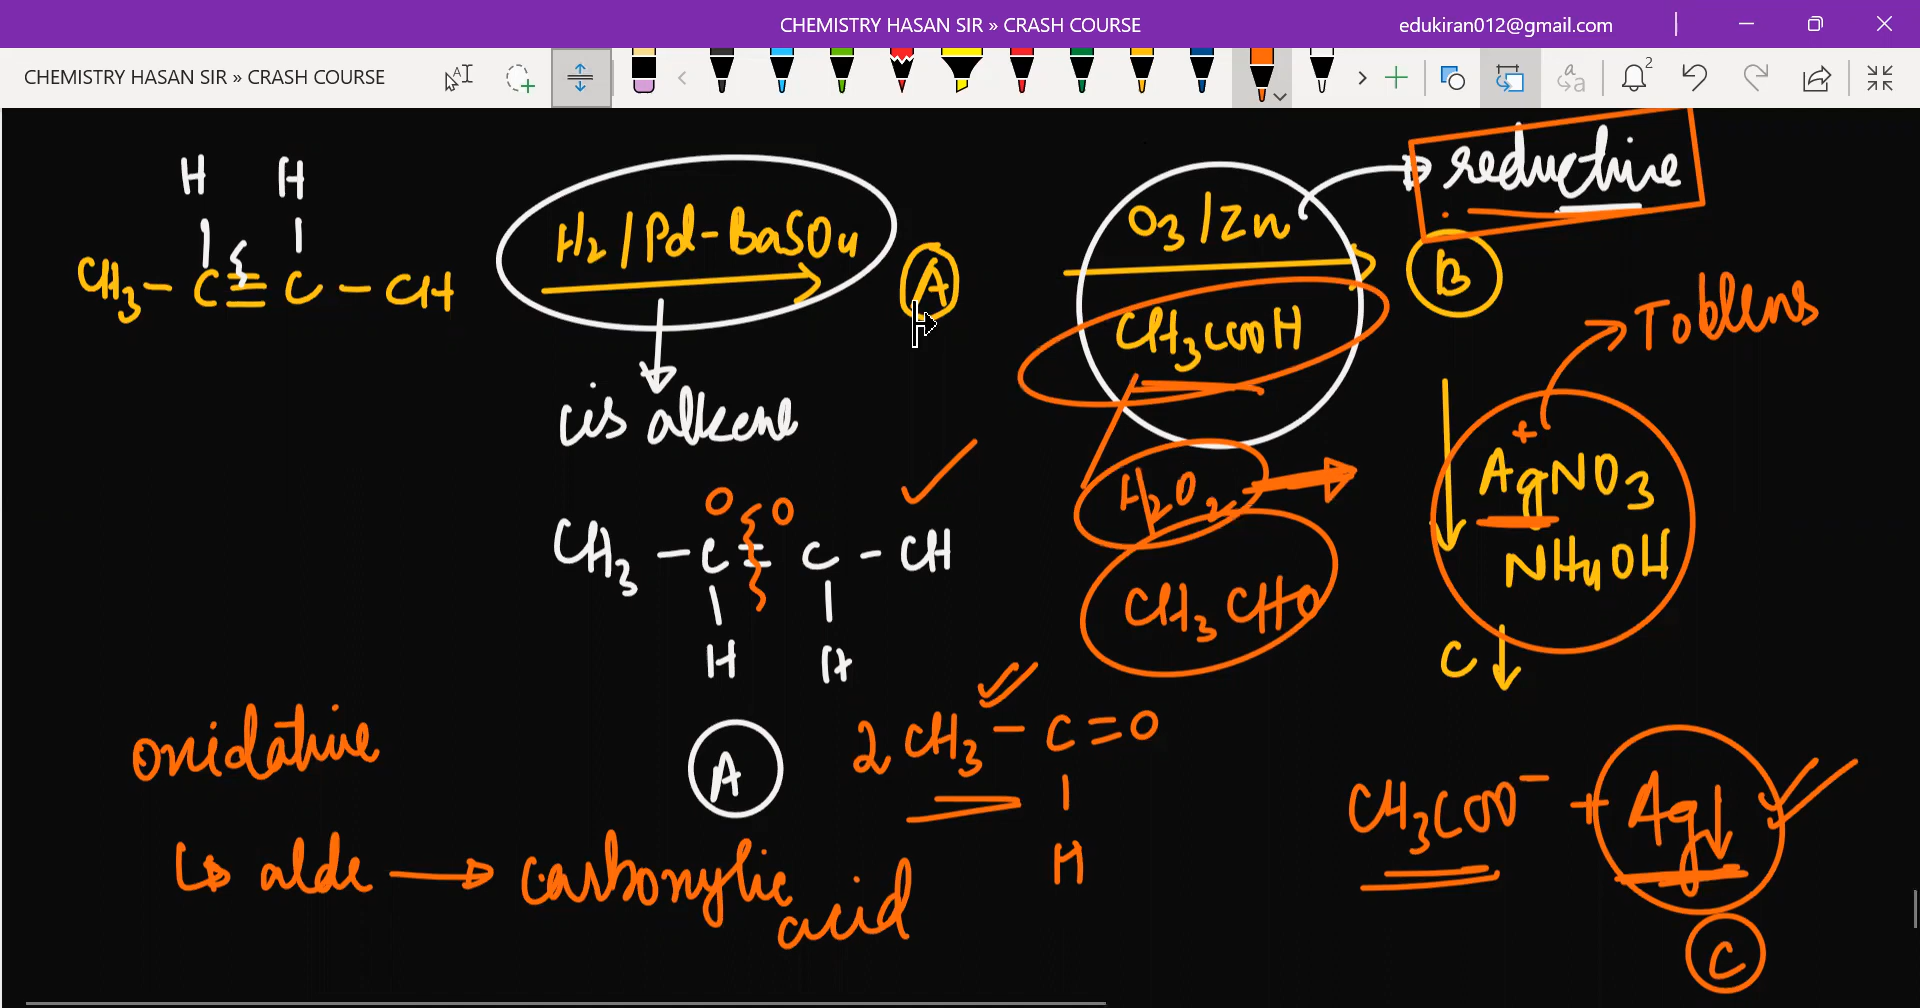 CHEMISTRY HASAN SIR » CRASH COURSE
edukiran012@gmail.com
CHEMISTRY HASAN SIR » CRASH COURSE
2
H H
CH3 - C ≡ C - CH
H2/Pd-BaSO4
A
O3/Zn
CH3COOH
reductive
B
Tollens
cis alkene
H2O2
+
AgNO3
NH4OH
O O
CH3 - C = C - CH
H H
CH3CHO
C ↓
oxidative
A
2 CH3 - C = O
H
CH3COO⁻ + Ag↓
↳ alde → carboxylic
acid
C